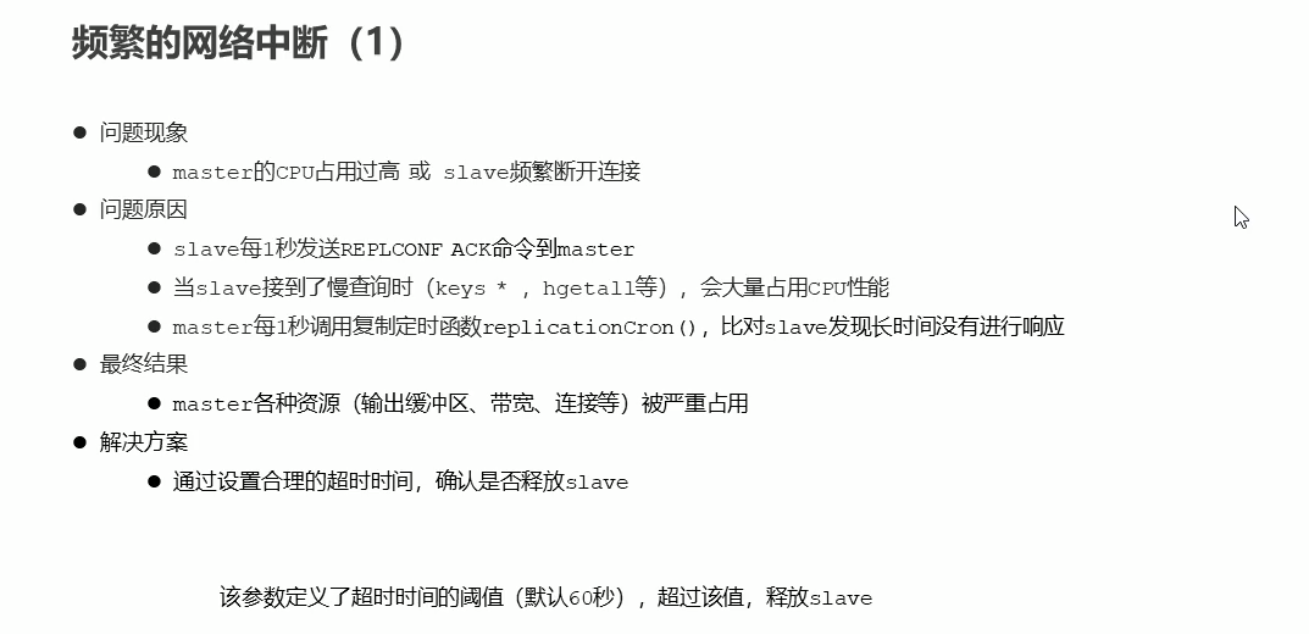 频繁的网络中断（1）
● 问题现象
● master的CPU占用过高 或 slave频繁断开连接
● 问题原因
● slave每1秒发送REPLCONF ACK命令到master
● 当slave接到了慢查询时（keys * ，hgetall等），会大量占用CPU性能
● master每1秒调用复制定时函数replicationCron()，比对slave发现长时间没有进行响应
● 最终结果
● master各种资源（输出缓冲区、带宽、连接等）被严重占用
● 解决方案
● 通过设置合理的超时时间，确认是否释放slave
该参数定义了超时时间的阈值（默认60秒），超过该值，释放slave